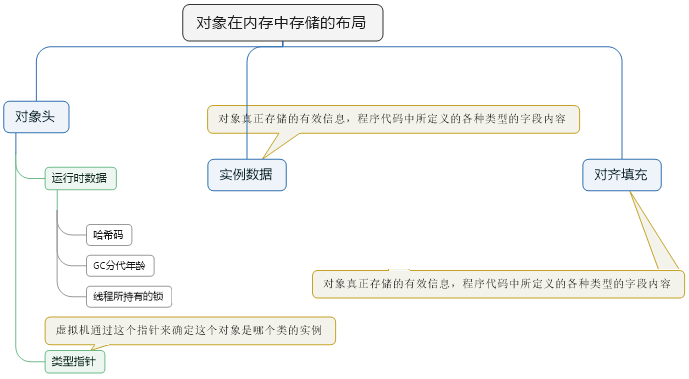 对象在内存中存储的布局
对象头
对象真正存储的有效信息，程序代码中所定义的各种类型的字段内容
运行时数据
实例数据
对齐填充
哈希码
GC分代年龄
对象真正存储的有效信息，程序代码中所定义的各种类型的字段内容
线程所持有的锁
虚拟机通过这个指针来确定这个对象是哪个类的实例
类型指针